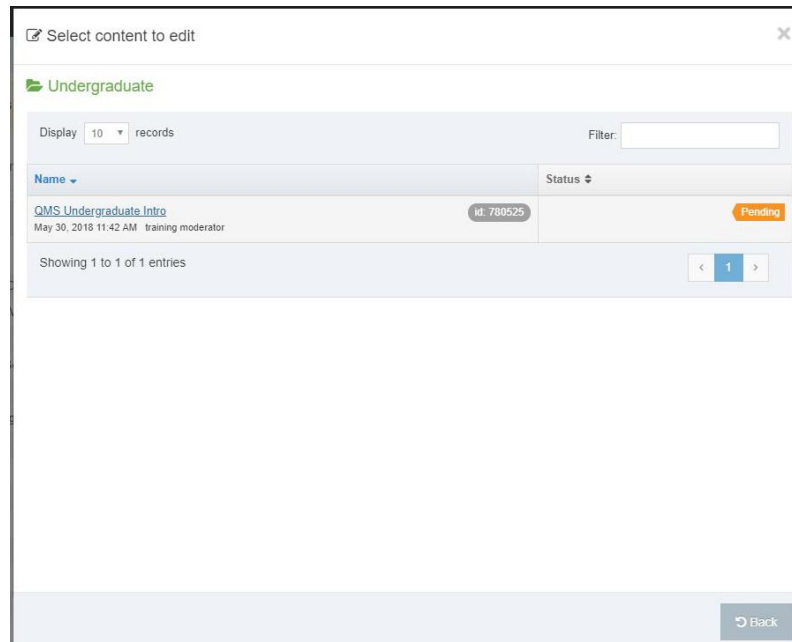 Select content to edit
Undergraduate
Display 10 records
Filter:
Name
Status
QMS Undergraduate Intro
id: 780525
Pending
May 30, 2018 11:42 AM training moderator
Showing 1 to 1 of 1 entries
< 1 >
Back